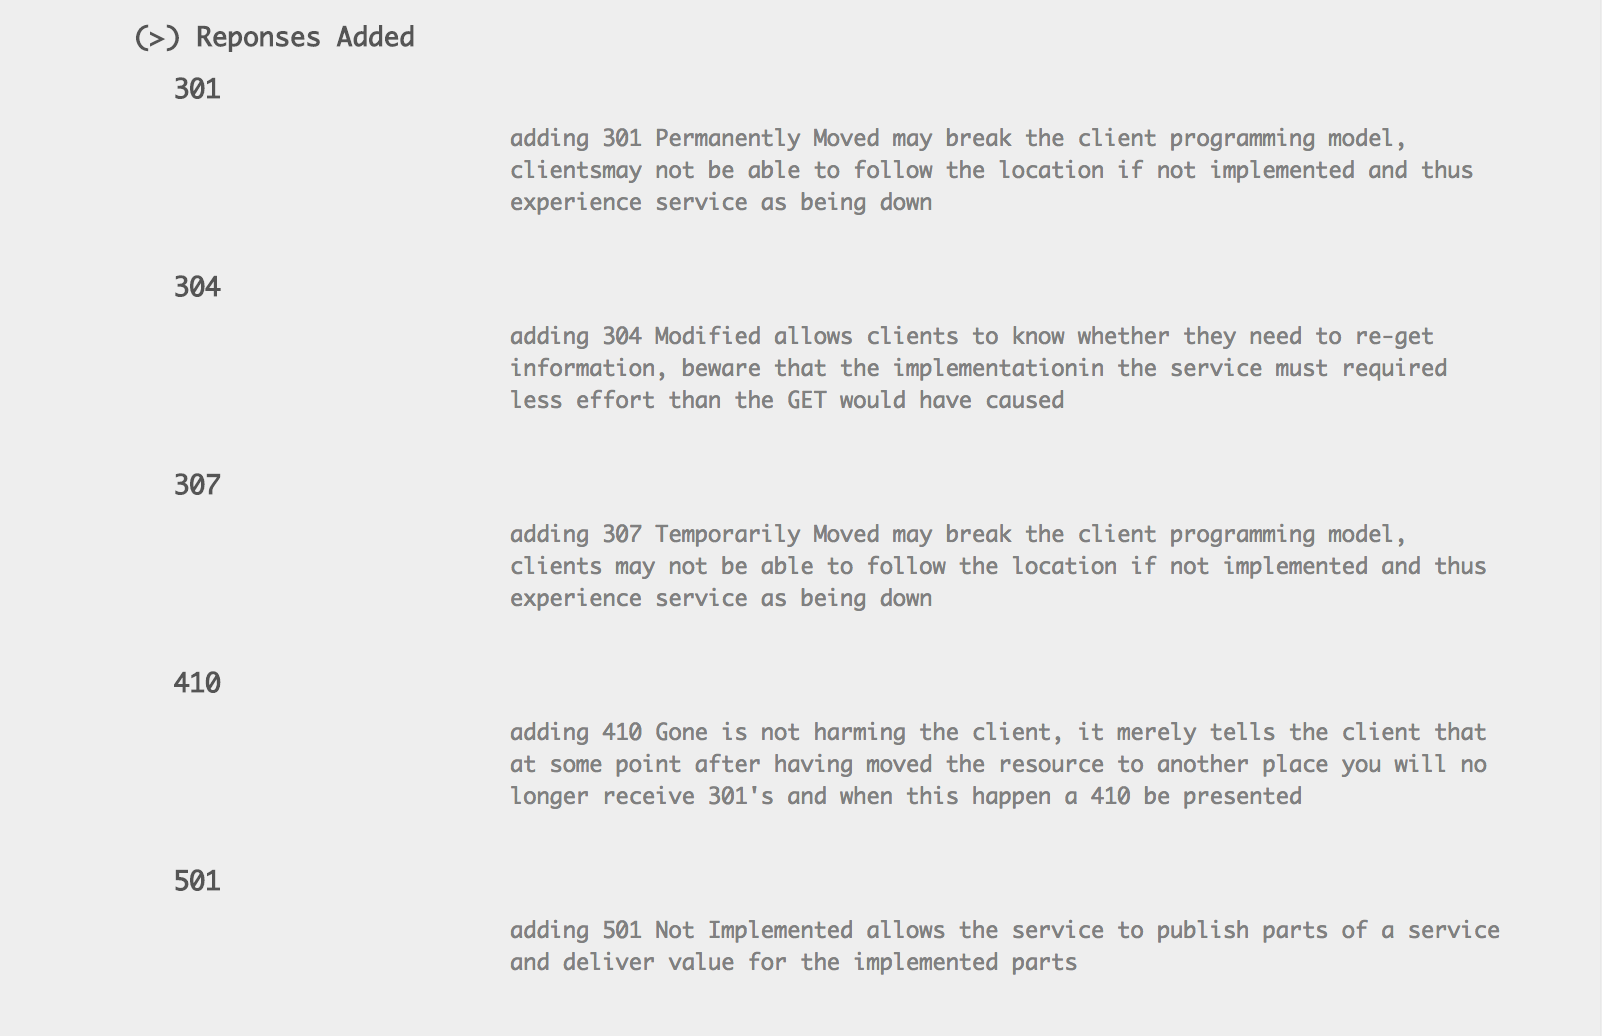 (>) Reponses Added
301
adding 301 Permanently Moved may break the client programming model,
clientsmay not be able to follow the location if not implemented and thus
experience service as being down
304
adding 304 Modified allows clients to know whether they need to re-get
information, beware that the implementationin the service must required
less effort than the GET would have caused
307
adding 307 Temporarily Moved may break the client programming model,
clients may not be able to follow the location if not implemented and thus
experience service as being down
410
adding 410 Gone is not harming the client, it merely tells the client that
at some point after having moved the resource to another place you will no
longer receive 301's and when this happen a 410 be presented
501
adding 501 Not Implemented allows the service to publish parts of a service
and deliver value for the implemented parts